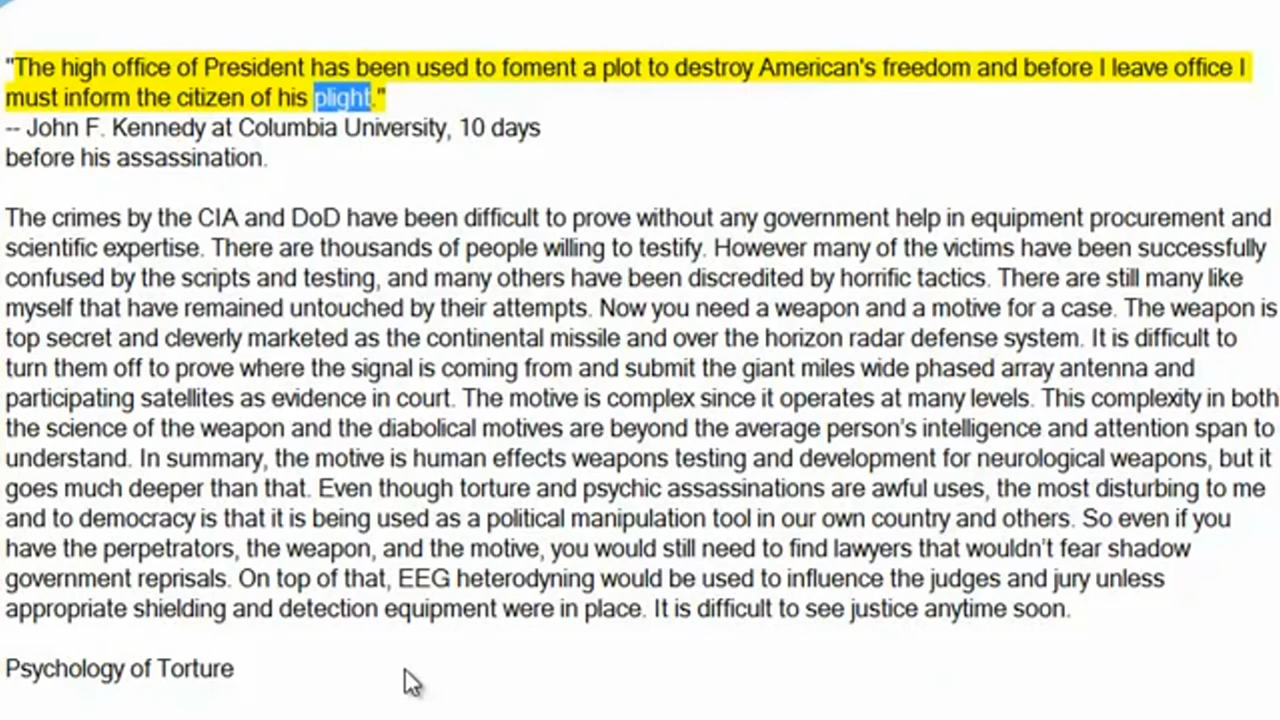 "The high office of President has been used to foment a plot to destroy American's freedom and before I leave office I
must inform the citizen of his plight."
-- John F. Kennedy at Columbia University, 10 days
before his assassination.
The crimes by the CIA and DoD have been difficult to prove without any government help in equipment procurement and
scientific expertise. There are thousands of people willing to testify. However many of the victims have been successfully
confused by the scripts and testing, and many others have been discredited by horrific tactics. There are still many like
myself that have remained untouched by their attempts. Now you need a weapon and a motive for a case. The weapon is
top secret and cleverly marketed as the continental missile and over the horizon radar defense system. It is difficult to
turn them off to prove where the signal is coming from and submit the giant miles wide phased array antenna and
participating satellites as evidence in court. The motive is complex since it operates at many levels. This complexity in both
the science of the weapon and the diabolical motives are beyond the average person's intelligence and attention span to
understand. In summary, the motive is human effects weapons testing and development for neurological weapons, but it
goes much deeper than that. Even though torture and psychic assassinations are awful uses, the most disturbing to me
and to democracy is that it is being used as a political manipulation tool in our own country and others. So even if you
have the perpetrators, the weapon, and the motive, you would still need to find lawyers that wouldn't fear shadow
government reprisals. On top of that, EEG heterodyning would be used to influence the judges and jury unless
appropriate shielding and detection equipment were in place. It is difficult to see justice anytime soon.
Psychology of Torture